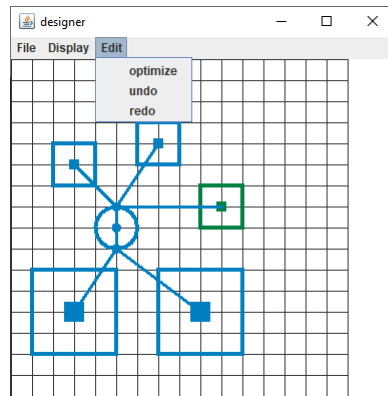 designer
File Display Edit
optimize
undo
redo